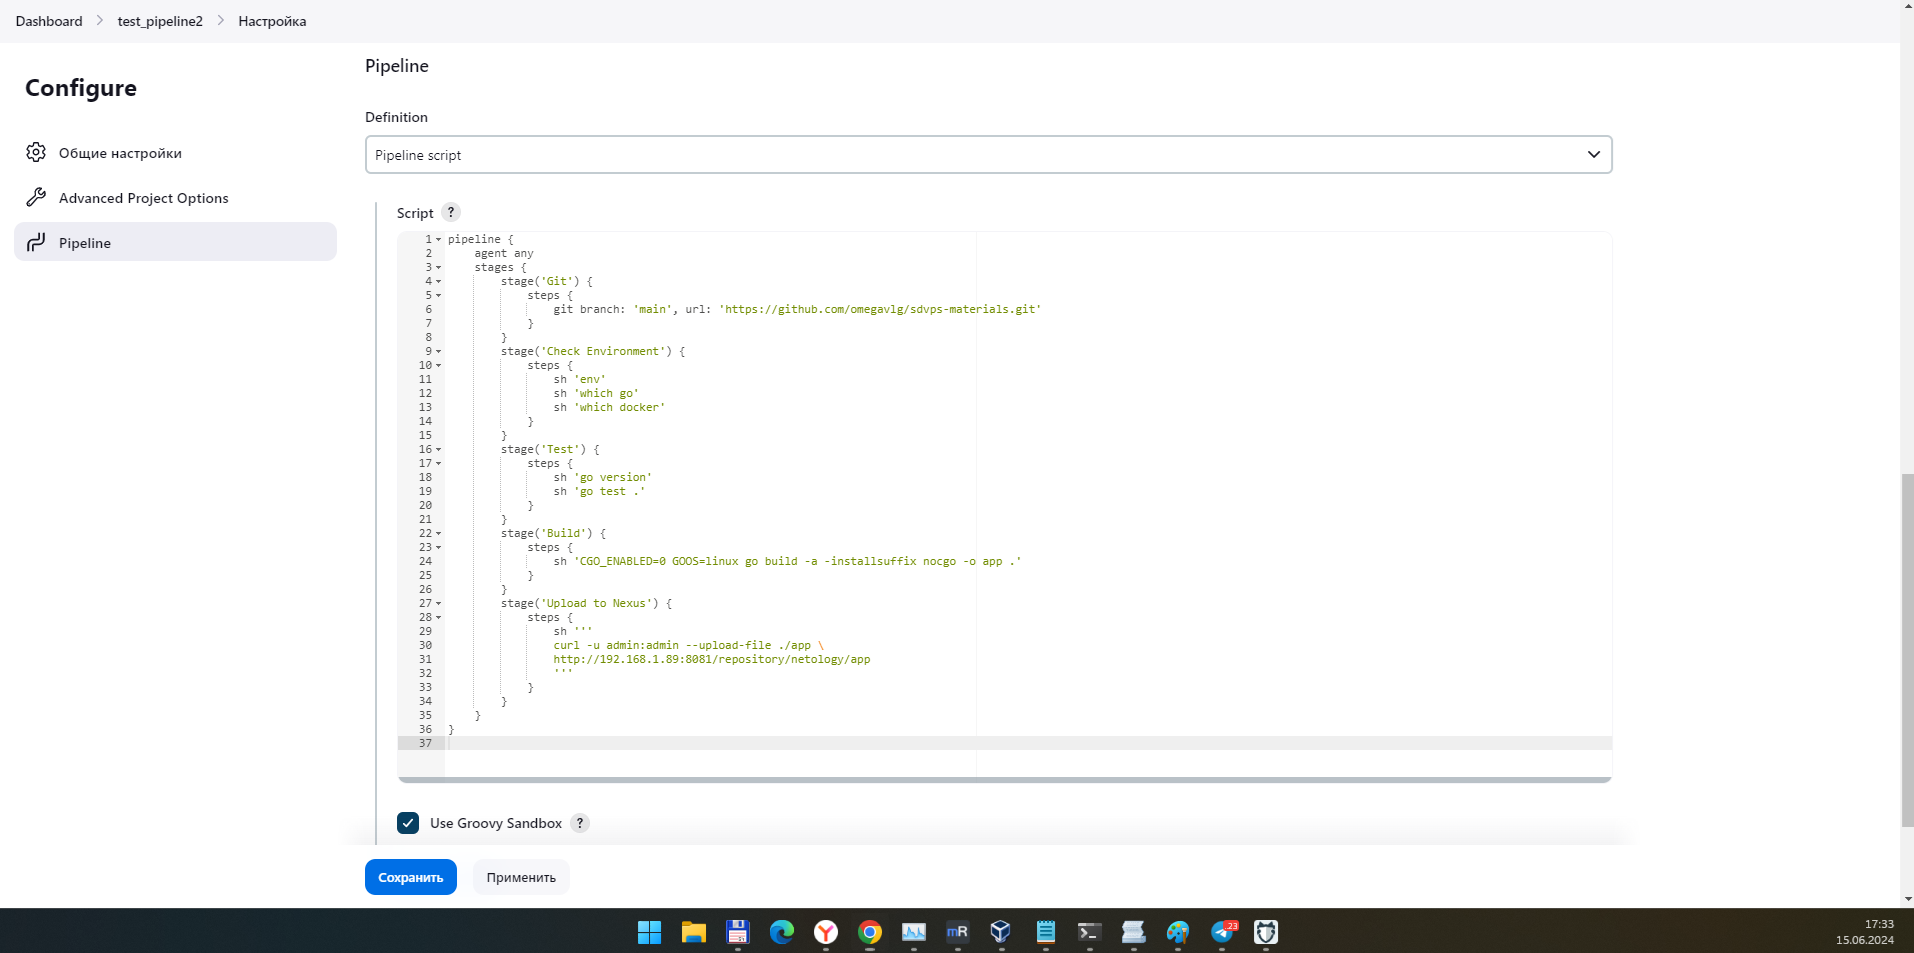 Dashboard > test_pipeline2 > Настройка
Configure
Общие настройки
Advanced Project Options
Pipeline
Pipeline
Definition
Pipeline script
Script ?
1 pipeline {
2     agent any
3     stages {
4         stage('Git') {
5             steps {
6                 git branch: 'main', url: 'https://github.com/omegavlg/sdvps-materials.git'
7             }
8         }
9         stage('Check Environment') {
10             steps {
11                 sh 'env'
12                 sh 'which go'
13                 sh 'which docker'
14             }
15         }
16         stage('Test') {
17             steps {
18                 sh 'go version'
19                 sh 'go test .'
20             }
21         }
22         stage('Build') {
23             steps {
24                 sh 'CGO_ENABLED=0 GOOS=linux go build -a -installsuffix nocgo -o app .'
25             }
26         }
27         stage('Upload to Nexus') {
28             steps {
29                 sh '''
30                 curl -u admin:admin --upload-file ./app \
31                 http://192.168.1.89:8081/repository/netology/app
32                 '''
33             }
34         }
35     }
36 }
37
Use Groovy Sandbox ?
Сохранить
Применить
mR
23
17:33
15.06.2024